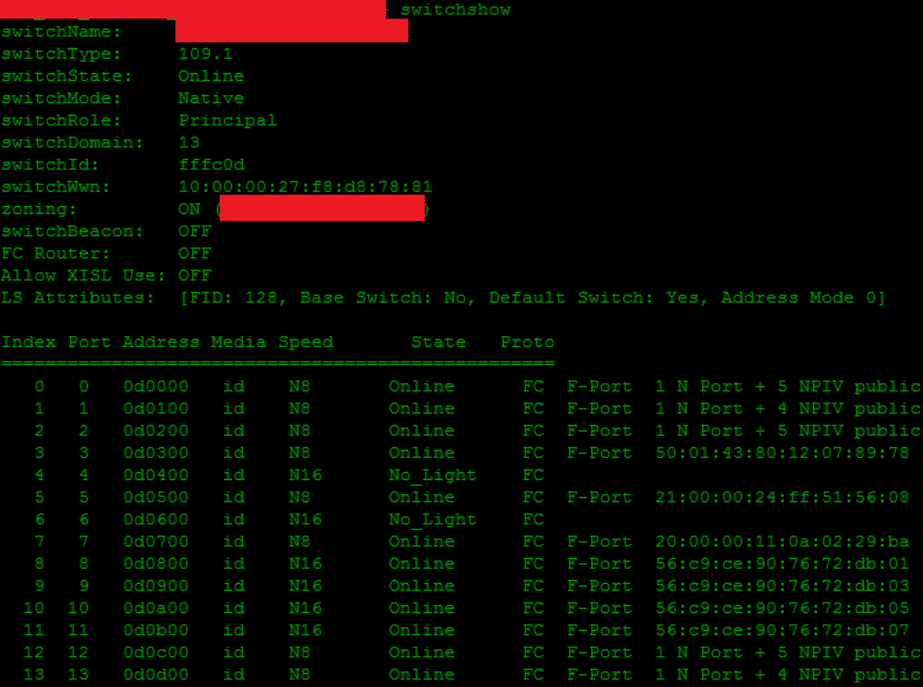 switchshow
switchName:
switchType: 109.1
switchState: Online
switchMode: Native
switchRole: Principal
switchDomain: 13
switchId: fffc0d
switchWwn: 10:00:00:27:f8:d8:78:81
zoning: ON ( )
switchBeacon: OFF
FC Router: OFF
Allow XISL Use: OFF
LS Attributes: [FID: 128, Base Switch: No, Default Switch: Yes, Address Mode 0]
Index Port Address Media Speed State Proto
==================================================
0 0 0d0000 id N8 Online FC F-Port 1 N Port + 5 NPIV public
1 1 0d0100 id N8 Online FC F-Port 1 N Port + 4 NPIV public
2 2 0d0200 id N8 Online FC F-Port 1 N Port + 5 NPIV public
3 3 0d0300 id N8 Online FC F-Port 50:01:43:80:12:07:89:78
4 4 0d0400 id N16 No_Light FC
5 5 0d0500 id N8 Online FC F-Port 21:00:00:24:ff:51:56:08
6 6 0d0600 id N16 No_Light FC
7 7 0d0700 id N8 Online FC F-Port 20:00:00:11:0a:02:29:ba
8 8 0d0800 id N16 Online FC F-Port 56:c9:ce:90:76:72:db:01
9 9 0d0900 id N16 Online FC F-Port 56:c9:ce:90:76:72:db:03
10 10 0d0a00 id N16 Online FC F-Port 56:c9:ce:90:76:72:db:05
11 11 0d0b00 id N16 Online FC F-Port 56:c9:ce:90:76:72:db:07
12 12 0d0c00 id N8 Online FC F-Port 1 N Port + 5 NPIV public
13 13 0d0d00 id N8 Online FC F-Port 1 N Port + 4 NPIV public